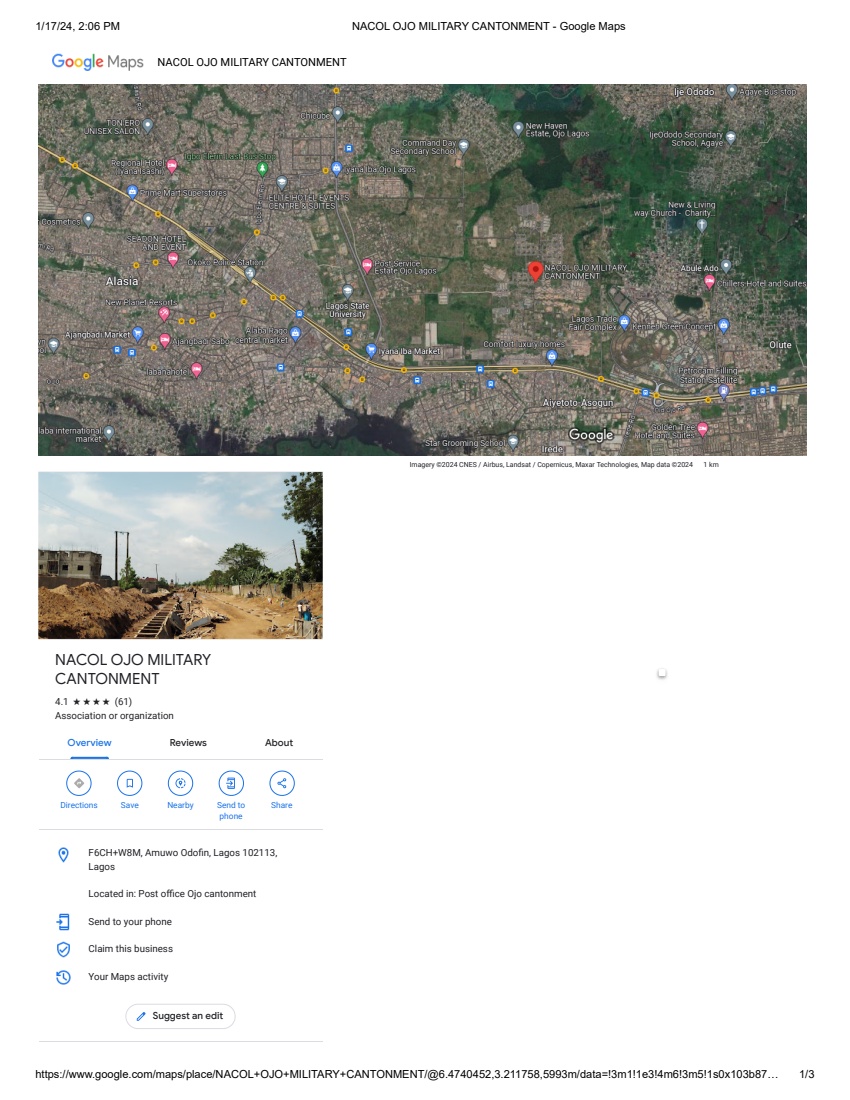 1/17/24, 2:06 PM
NACOL OJO MILITARY CANTONMENT - Google Maps
Google Maps
NACOL OJO MILITARY CANTONMENT
Ije Ododo
Agaye Bus stop
Chicube
TON ERO
UNISEX SALON
New Haven
Estate, Ojo Lagos
Command Day
Secondary School
IjeOdodo Secondary
School, Agaye
Regional Hotel
(Iyana Isashi)
Iyana Iba Ojo Lagos
Prime Mart Superstores
ELITE HOTEL EVENTS
CENTRE & SUITES
New & Living
way Church - Charity...
Cosmetics
SEADON HOTEL
AND EVENT
Okoko Police Station
Post Service
Estate Ojo Lagos
NACOL OJO MILITARY
CANTONMENT
Abule Ado
Alasia
Chillers Hotel and Suites
New Planet Resorts
Lagos State
University
Lagos Trade
Fair Complex
Kennet Green Concept
Ajangbadi Market
Ajangbadi Sabo
Alaba Rago
central market
Iyana Iba Market
Comfort luxury homes
Olute
Tabanahotel
Petrocam Filling
Station Satellite
Aiyetoto-Asogun
laba international
market
Star Grooming School
Irede
Google
Golden Tree
Hotel and Suites
Imagery ©2024 CNES / Airbus, Landsat / Copernicus, Maxar Technologies, Map data ©2024 1 km
NACOL OJO MILITARY
CANTONMENT
4.1 ★★★★ (61)
Association or organization
Overview Reviews About
Directions Save Nearby Send to phone Share
F6CH+W8M, Amuwo Odofin, Lagos 102113,
Lagos
Located in: Post office Ojo cantonment
Send to your phone
Claim this business
Your Maps activity
Suggest an edit
https://www.google.com/maps/place/NACOL+OJO+MILITARY+CANTONMENT/@6.4740452,3.211758,5993m/data=!3m1!1e3!4m6!3m5!1s0x103b87…
1/3